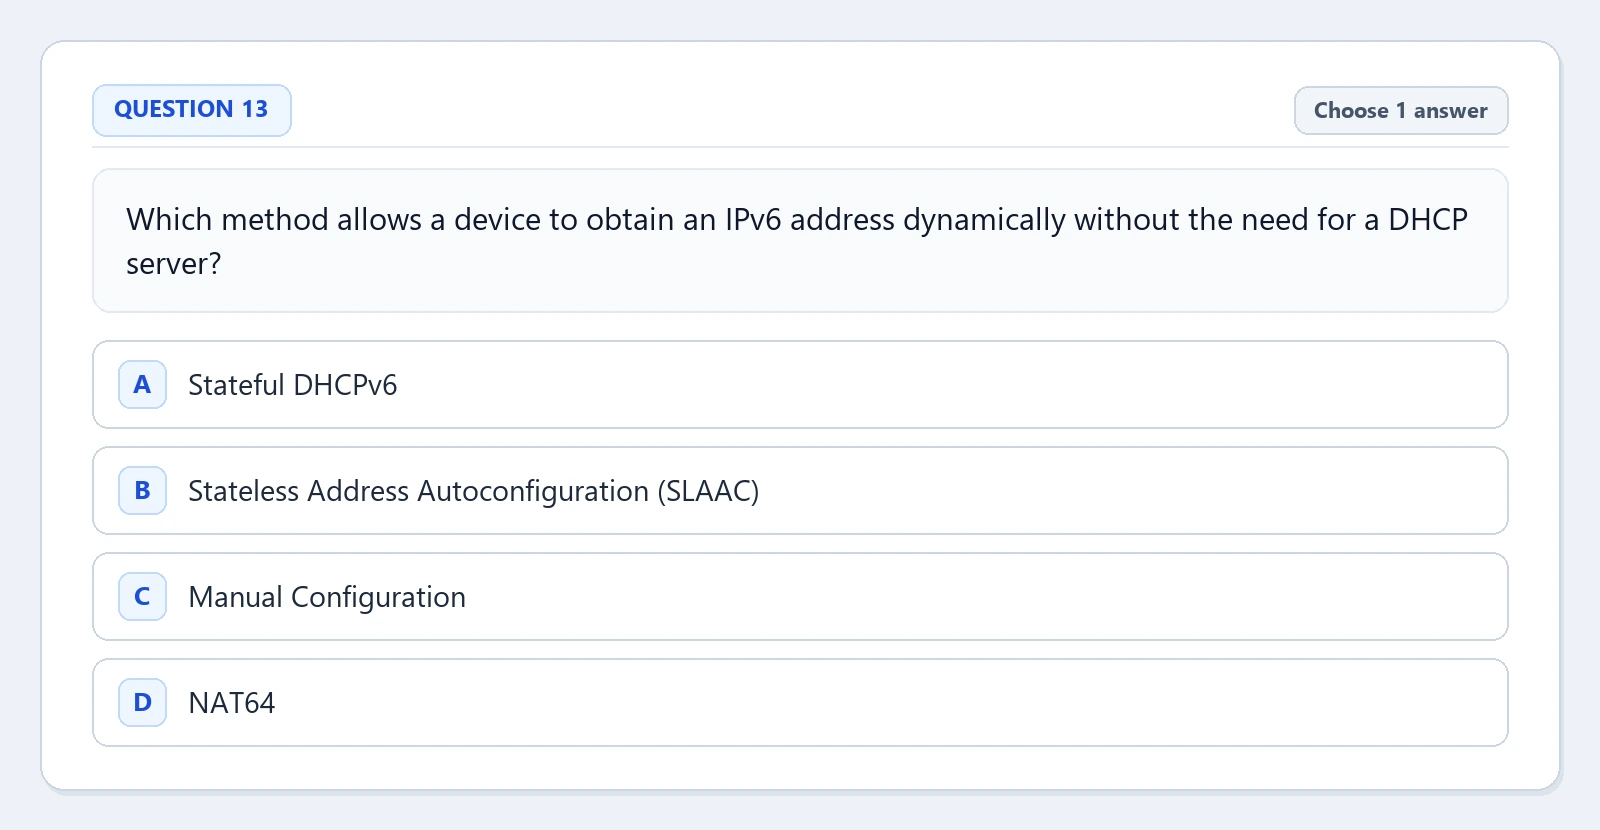 QUESTION 13
Choose 1 answer
Which method allows a device to obtain an IPv6 address dynamically without the need for a DHCP
server?
A Stateful DHCPv6
B Stateless Address Autoconfiguration (SLAAC)
C Manual Configuration
D NAT64